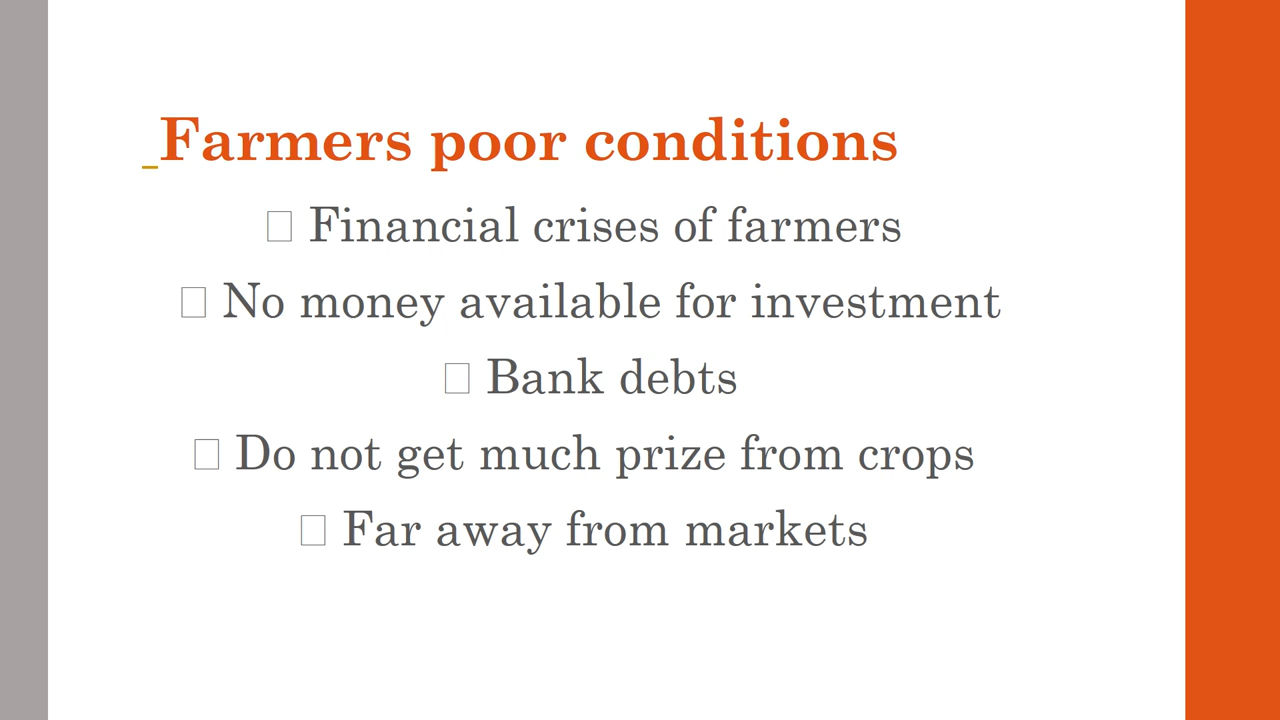 Farmers poor conditions
Financial crises of farmers
No money available for investment
Bank debts
Do not get much prize from crops
Far away from markets